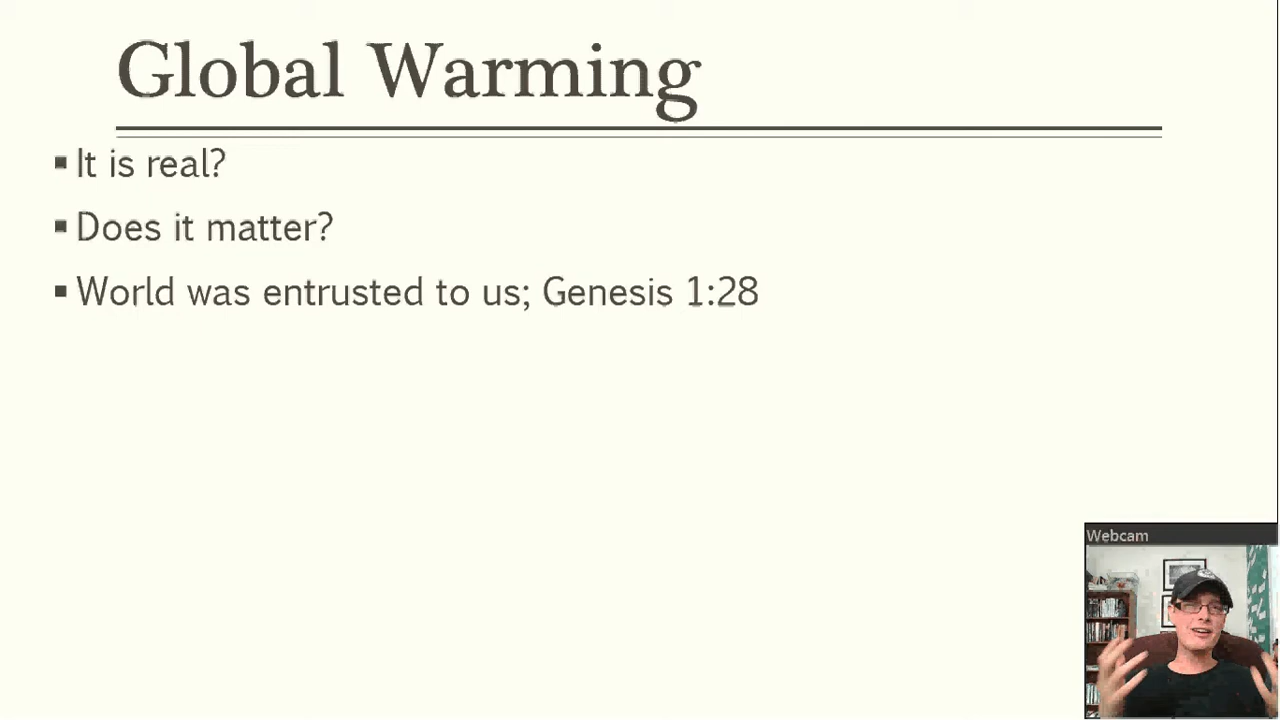 Global Warming
It is real?
Does it matter?
World was entrusted to us; Genesis 1:28
Webcam